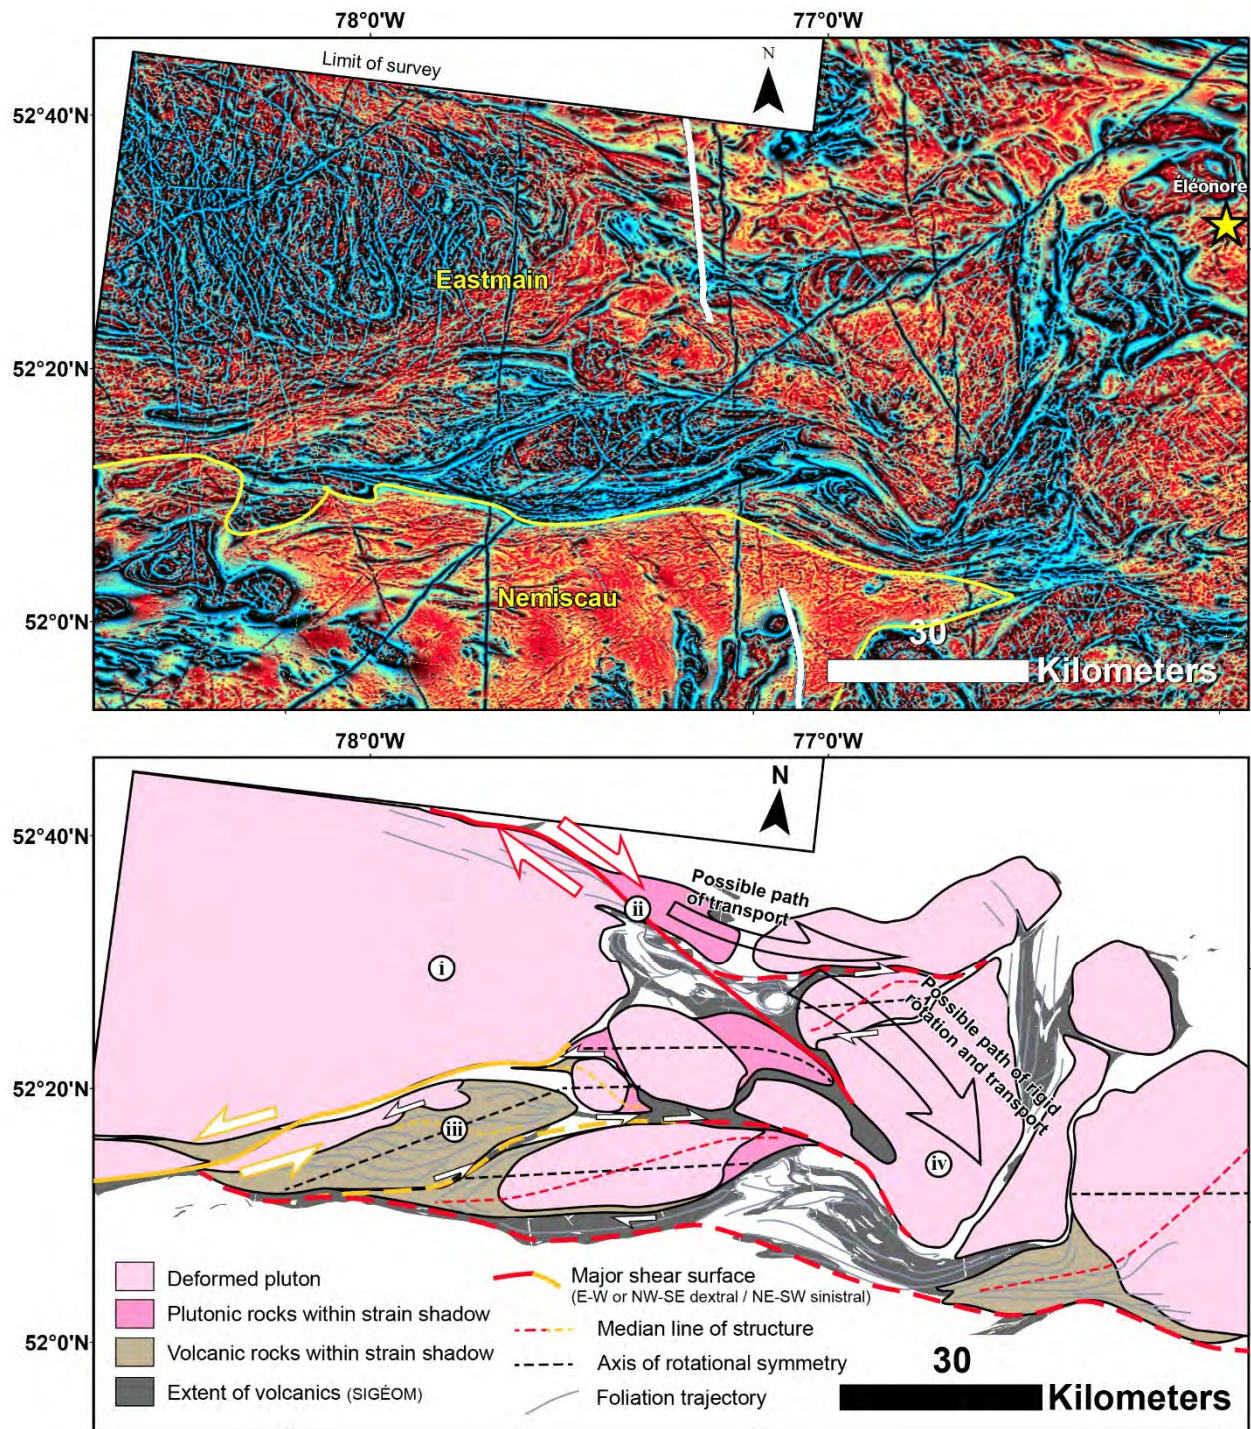 78°0'W
77°0'W
Limit of survey
N
52°40'N
Éléonore
Eastmain
52°20'N
Nemiscau
52°0'N
30
Kilometers
78°0'W
77°0'W
N
52°40'N
Possible path
of transport
ii
i
Possible path of rigid
rotation and transport
52°20'N
iii
iv
Deformed pluton
Plutonic rocks within strain shadow
Volcanic rocks within strain shadow
Extent of volcanics (SIGÉOM)
Major shear surface
(E-W or NW-SE dextral / NE-SW sinistral)
Median line of structure
Axis of rotational symmetry
Foliation trajectory
52°0'N
30
Kilometers